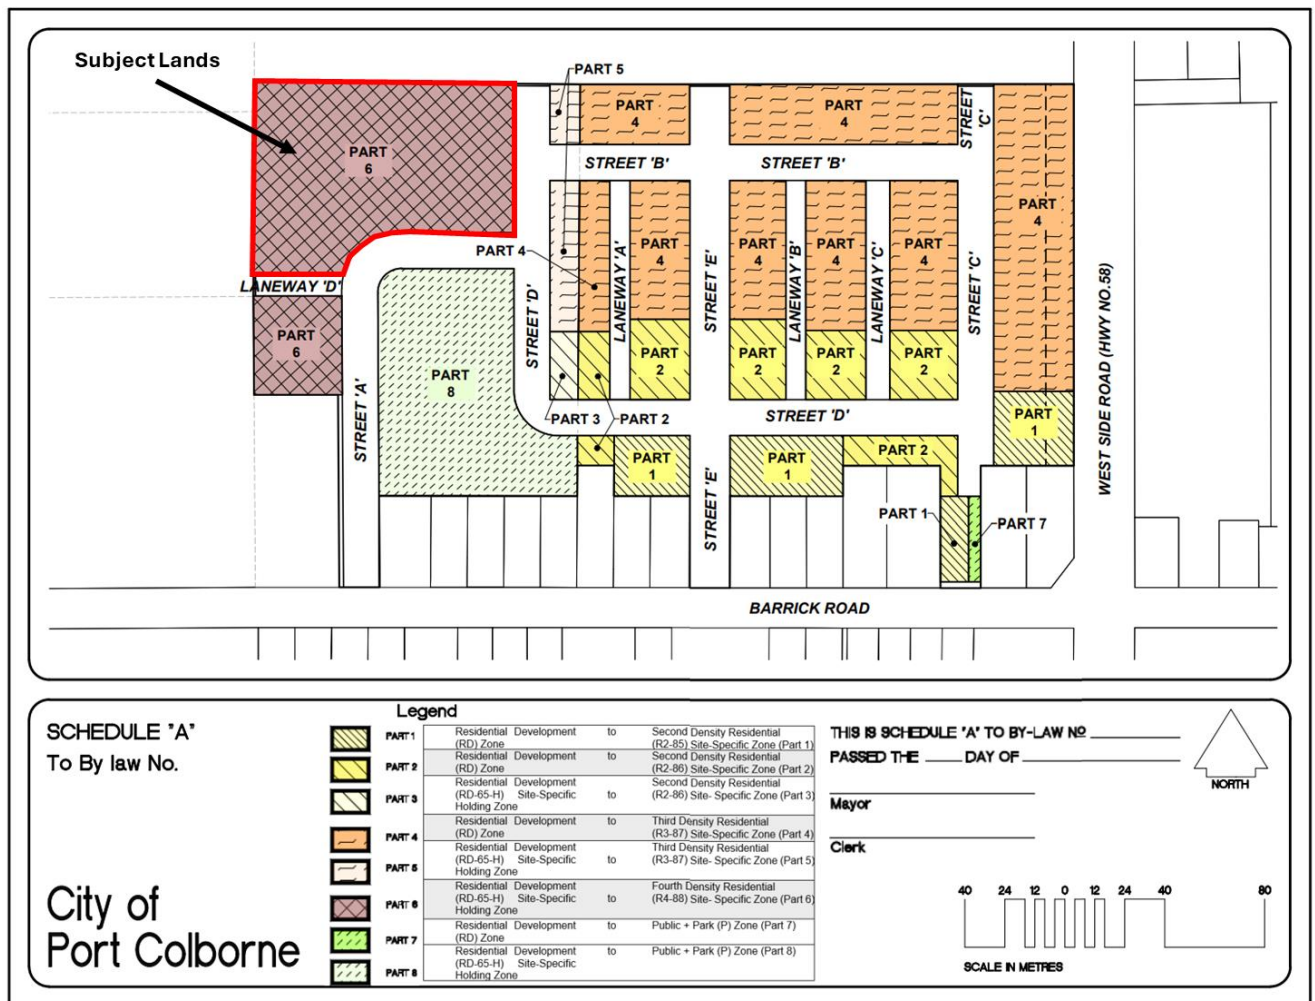 Subject Lands
PART 5
PART
4
PART
4
STREET
'C'
PART
6
STREET 'B'
STREET 'B'
PART
4
PART 4
PART
4
PART
4
PART
4
PART
4
LANEWAY 'D'
LANEWAY 'A'
STREET 'E'
LANEWAY 'B'
LANEWAY 'C'
STREET 'C'
WEST SIDE ROAD (HWY NO.58)
STREET 'D'
PART
6
PART
8
PART
2
PART
2
PART
2
PART
2
STREET 'A'
PART 3
PART 2
STREET 'D'
PART
1
PART
1
PART
1
PART 2
STREET 'E'
PART 1
PART 7
BARRICK ROAD
SCHEDULE "A"
To By law No.
City of
Port Colborne
Legend
PART 1 Residential Development to Second Density Residential
(RD) Zone (R2-85) Site-Specific Zone (Part 1)
PART 2 Residential Development to Second Density Residential
(RD) Zone (R2-86) Site-Specific Zone (Part 2)
PART 3 Residential Development Second Density Residential
(RD-65-H) Site-Specific to (R2-86) Site- Specific Zone (Part 3)
Holding Zone
PART 4 Residential Development to Third Density Residential
(RD) Zone (R3-87) Site-Specific Zone (Part 4)
PART 5 Residential Development Third Density Residential
(RD-65-H) Site-Specific to (R3-87) Site- Specific Zone (Part 5)
Holding Zone
PART 6 Residential Development Fourth Density Residential
(RD-65-H) Site-Specific to (R4-88) Site- Specific Zone (Part 6)
Holding Zone
PART 7 Residential Development to Public + Park (P) Zone (Part 7)
(RD) Zone
PART 8 Residential Development to Public + Park (P) Zone (Part 8)
(RD-65-H) Site-Specific
Holding Zone
THIS IS SCHEDULE "A" TO BY-LAW Nº
PASSED THE DAY OF
Mayor
Clerk
NORTH
40 24 12 0 12 24 40 80
SCALE IN METRES